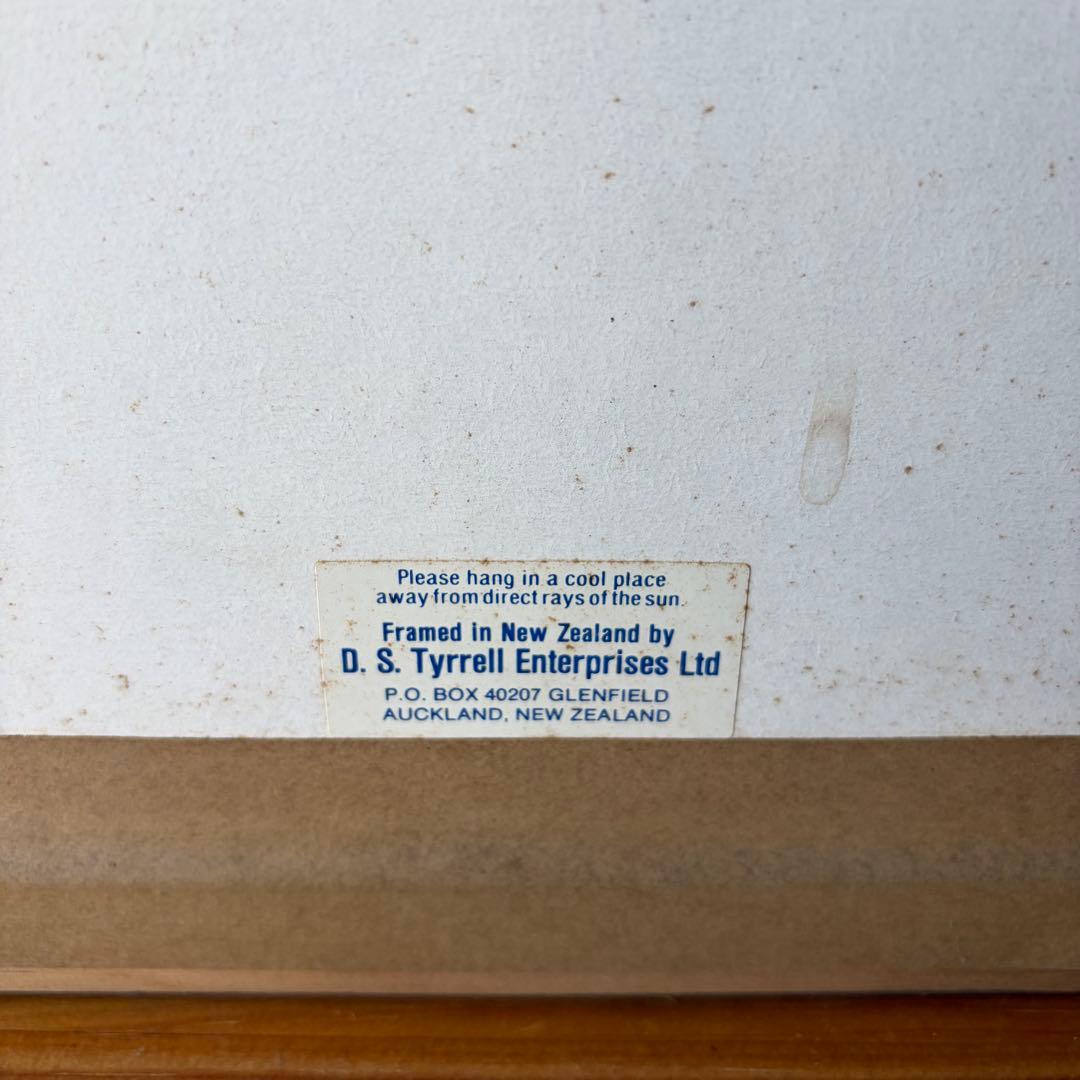 Please hang in a cool place
away from direct rays of the sun.
Framed in New Zealand by
D. S. Tyrrell Enterprises Ltd
P.O. BOX 40207 GLENFIELD
AUCKLAND, NEW ZEALAND